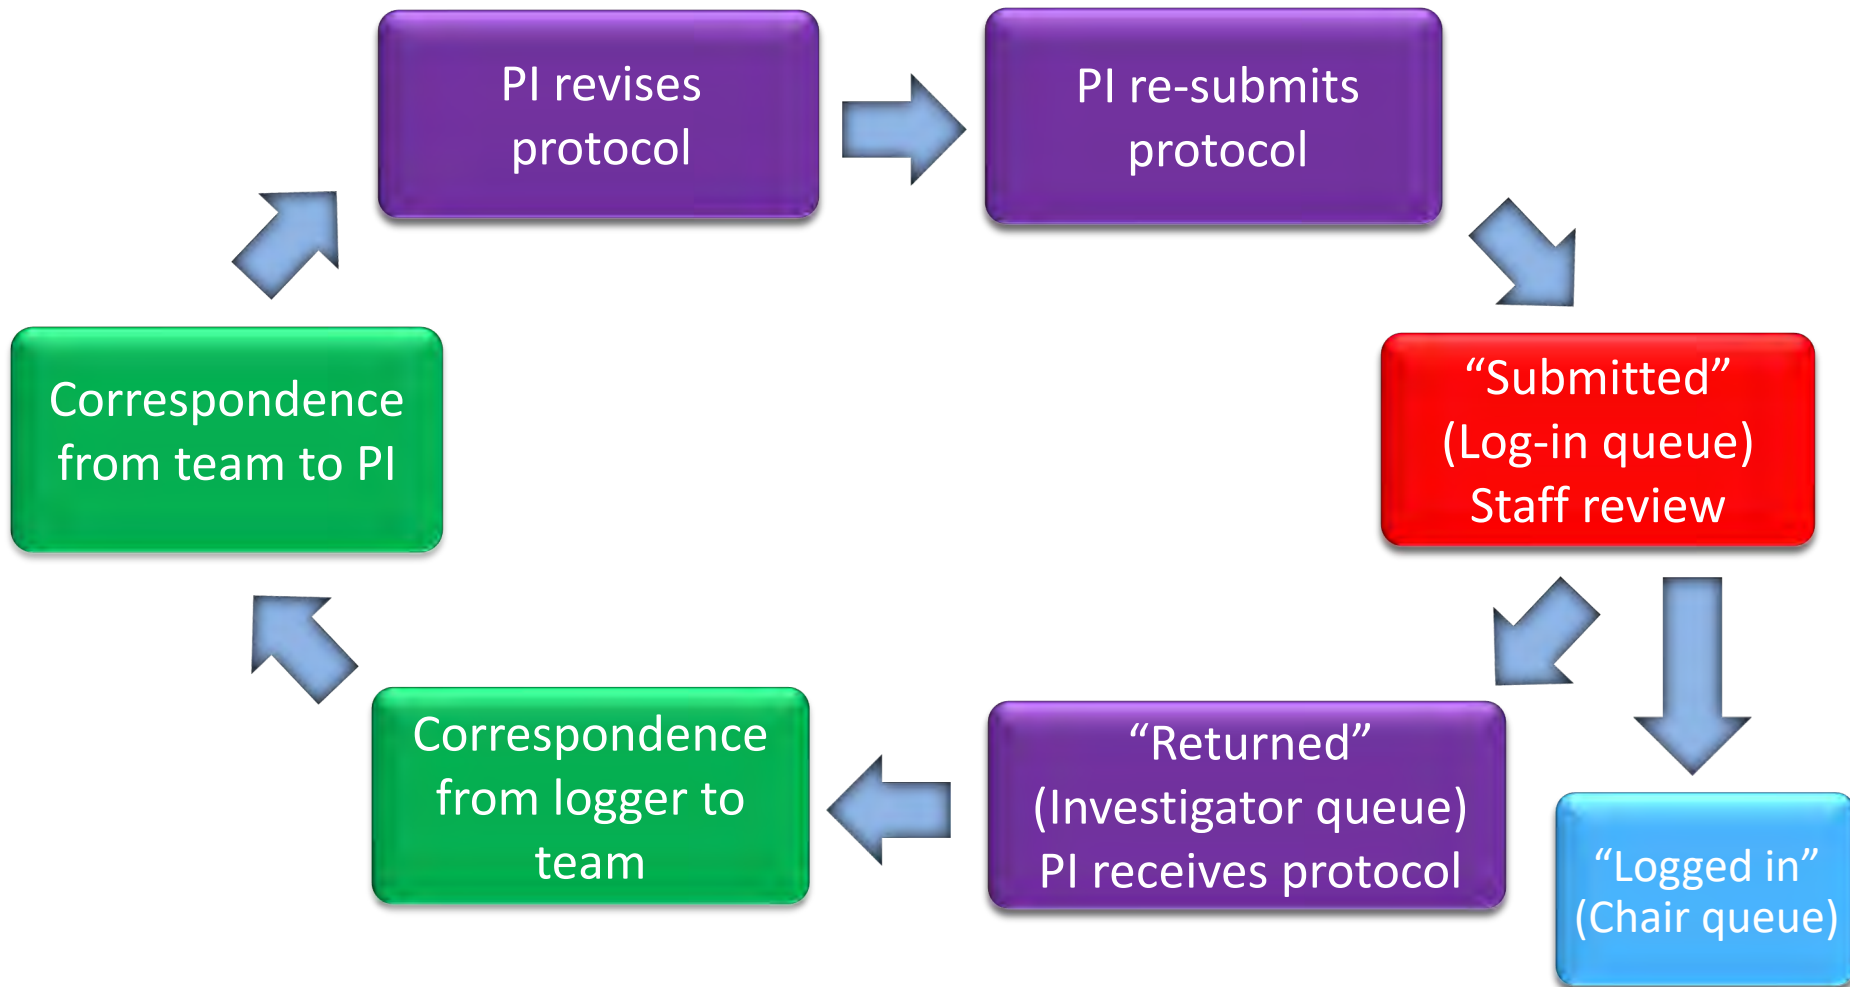 PI revises
protocol
PI re-submits
protocol
Correspondence
from team to PI
“Submitted”
(Log-in queue)
Staff review
Correspondence
from logger to
team
“Returned”
(Investigator queue)
PI receives protocol
“Logged in”
(Chair queue)